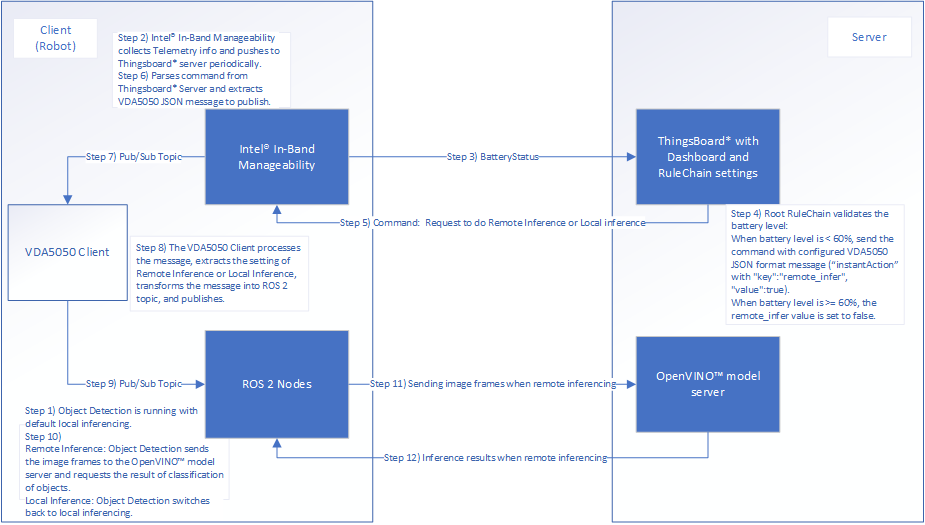 Client
(Robot)
Server
Step 2) Intel® In-Band Manageability
collects Telemetry info and pushes to
Thingsboard* server periodically.
Step 6) Parses command from
Thingsboard* Server and extracts
VDA5050 JSON message to publish.
Intel® In-Band
Manageability
ThingsBoard* with
Dashboard and
RuleChain settings
Step 7) Pub/Sub Topic
Step 3) BatteryStatus
Step 5) Command:  Request to do Remote Inference or Local inference
VDA5050 Client
Step 8) The VDA5050 Client processes
the message, extracts the setting of
Remote Inference or Local Inference,
transforms the message into ROS 2
topic, and publishes.
Step 4) Root RuleChain validates the
battery level:
When battery level is < 60%, send the
command with configured VDA5050
JSON format message (“instantAction”
with "key":"remote_infer",
"value":true).
When battery level is >= 60%, the
remote_infer value is set to false.
Step 9) Pub/Sub Topic
ROS 2 Nodes
Step 11) Sending image frames when remote inferencing
OpenVINO™ model
server
Step 1) Object Detection is running with
default local inferencing.
Step 10)
Remote Inference: Object Detection sends
the image frames to the OpenVINO™ model
server and requests the result of classification
of objects.
Local Inference: Object Detection switches
back to local inferencing.
Step 12) Inference results when remote inferencing